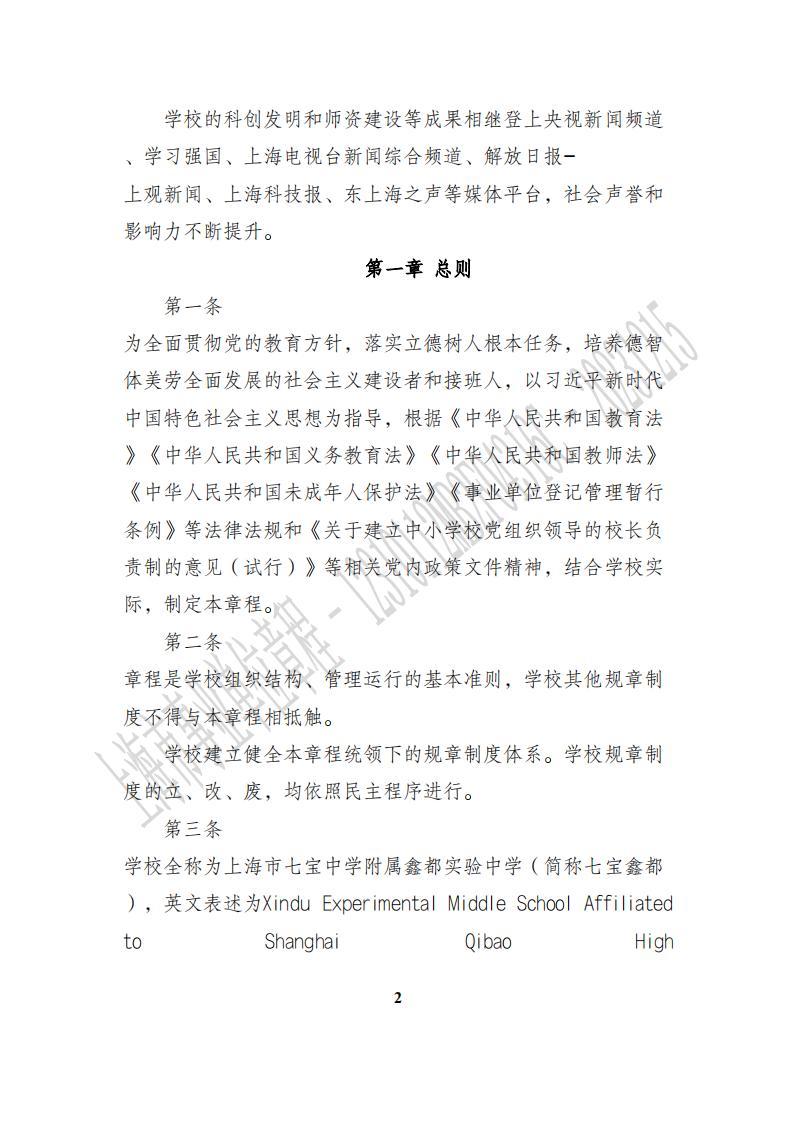 学校的科创发明和师资建设等成果相继登上央视新闻频道
、学习强国、上海电视台新闻综合频道、解放日报—
上观新闻、上海科技报、东上海之声等媒体平台，社会声誉和
影响力不断提升。
第一章 总则
第一条
为全面贯彻党的教育方针，落实立德树人根本任务，培养德智
体美劳全面发展的社会主义建设者和接班人，以习近平新时代
中国特色社会主义思想为指导，根据《中华人民共和国教育法
》《中华人民共和国义务教育法》《中华人民共和国教师法》
《中华人民共和国未成年人保护法》《事业单位登记管理暂行
条例》等法律法规和《关于建立中小学校党组织领导的校长负
责制的意见（试行）》等相关党内政策文件精神，结合学校实
际，制定本章程。
第二条
章程是学校组织结构、管理运行的基本准则，学校其他规章制
度不得与本章程相抵触。
学校建立健全本章程统领下的规章制度体系。学校规章制
度的立、改、废，均依照民主程序进行。
第三条
学校全称为上海市七宝中学附属鑫都实验中学（简称七宝鑫都
），英文表述为Xindu Experimental Middle School Affiliated
to Shanghai Qibao High
2
上海市事业单位章程